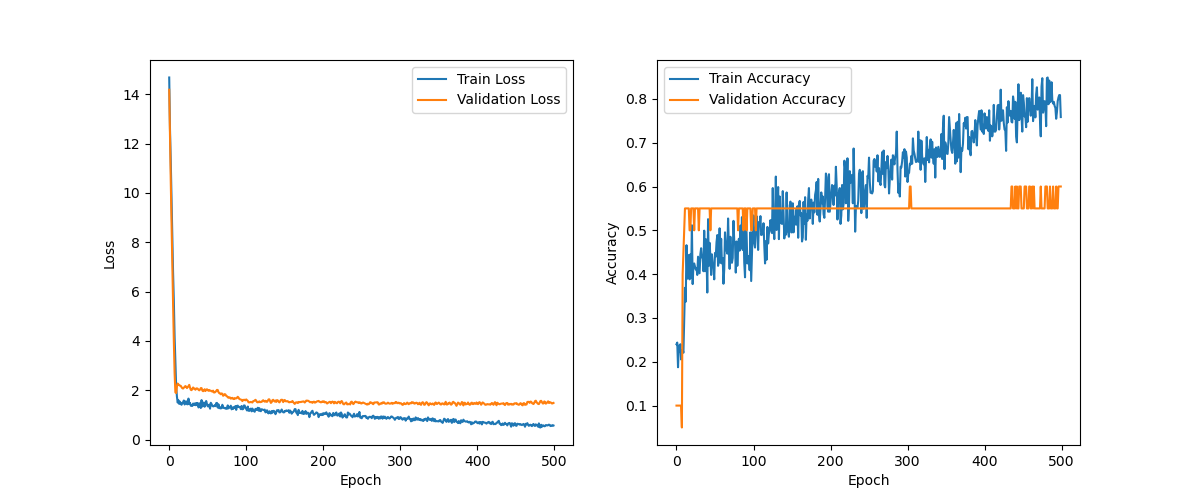 Train Loss
Validation Loss
14
12
10
8
6
4
2
0
Loss
0 100 200 300 400 500
Epoch
Train Accuracy
Validation Accuracy
0.8
0.7
0.6
0.5
0.4
0.3
0.2
0.1
Accuracy
0 100 200 300 400 500
Epoch